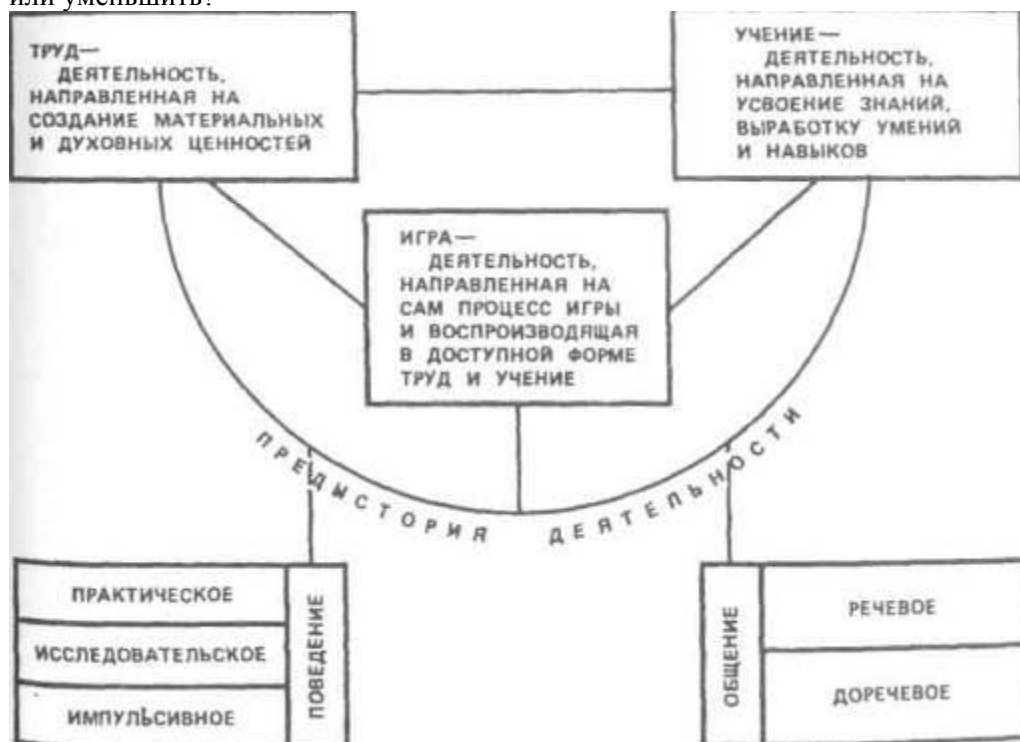 или уменьшить?
ТРУД—
ДЕЯТЕЛЬНОСТЬ,
НАПРАВЛЕННАЯ НА
СОЗДАНИЕ МАТЕРИАЛЬНЫХ
И ДУХОВНЫХ ЦЕННОСТЕЙ
УЧЕНИЕ—
ДЕЯТЕЛЬНОСТЬ,
НАПРАВЛЕННАЯ НА
УСВОЕНИЕ ЗНАНИЙ,
ВЫРАБОТКУ УМЕНИЙ
И НАВЫКОВ
ИГРА—
ДЕЯТЕЛЬНОСТЬ,
НАПРАВЛЕННАЯ НА
САМ ПРОЦЕСС ИГРЫ
И ВОСПРОИЗВОДЯЩАЯ
В ДОСТУПНОЙ ФОРМЕ
ТРУД И УЧЕНИЕ
ПРЕДЫСТОРИЯ ДЕЯТЕЛЬНОСТИ
ПРАКТИЧЕСКОЕ
ИССЛЕДОВАТЕЛЬСКОЕ
ИМПУЛЬСИВНОЕ
ПОВЕДЕНИЕ
ОБЩЕНИЕ
РЕЧЕВОЕ
ДОРЕЧЕВОЕ